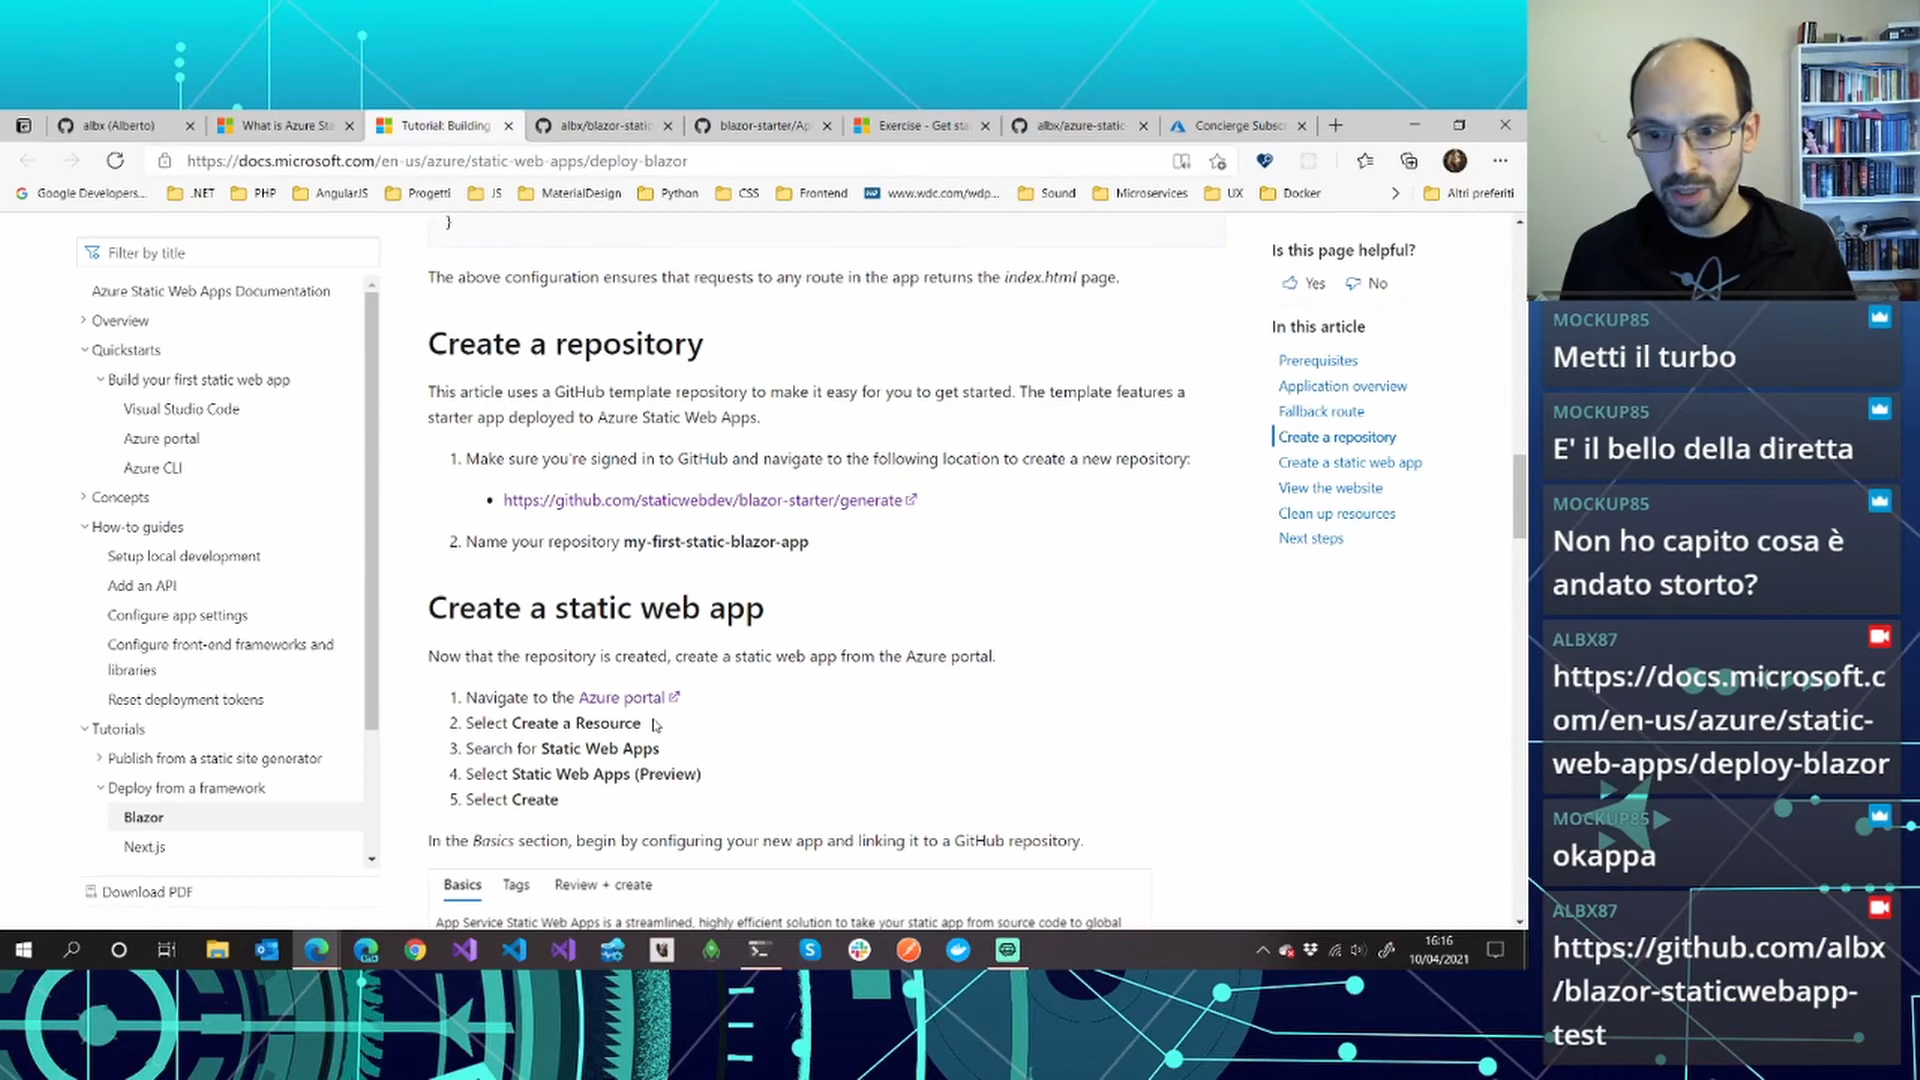 albx (Alberto)
What is Azure Sta
Tutorial: Building
albx/blazor-static
blazor-starter/Ap
Exercise - Get sta
albx/azure-static-
Concierge Subsc
https://docs.microsoft.com/en-us/azure/static-web-apps/deploy-blazor
Google Developers...
.NET
PHP
AngularJS
Progetti
JS
MaterialDesign
Python
CSS
Frontend
www.wdc.com/wdp...
Sound
Microservices
UX
Docker
Altri preferiti
Filter by title
Azure Static Web Apps Documentation
Overview
Quickstarts
Build your first static web app
Visual Studio Code
Azure portal
Azure CLI
Concepts
How-to guides
Setup local development
Add an API
Configure app settings
Configure front-end frameworks and
libraries
Reset deployment tokens
Tutorials
Publish from a static site generator
Deploy from a framework
Blazor
Next.js
Download PDF
}
The above configuration ensures that requests to any route in the app returns the index.html page.
Create a repository
This article uses a GitHub template repository to make it easy for you to get started. The template features a
starter app deployed to Azure Static Web Apps.
1. Make sure you're signed in to GitHub and navigate to the following location to create a new repository:
• https://github.com/staticwebdev/blazor-starter/generate
2. Name your repository my-first-static-blazor-app
Create a static web app
Now that the repository is created, create a static web app from the Azure portal.
1. Navigate to the Azure portal
2. Select Create a Resource
3. Search for Static Web Apps
4. Select Static Web Apps (Preview)
5. Select Create
In the Basics section, begin by configuring your new app and linking it to a GitHub repository.
Basics Tags Review + create
App Service Static Web Apps is a streamlined, highly efficient solution to take your static app from source code to global
Is this page helpful?
Yes No
In this article
Prerequisites
Application overview
Fallback route
Create a repository
Create a static web app
View the website
Clean up resources
Next steps
16:16
10/04/2021
MOCKUP85
Metti il turbo
MOCKUP85
E' il bello della diretta
MOCKUP85
Non ho capito cosa è
andato storto?
ALBX87
https://docs.microsoft.c
om/en-us/azure/static-
web-apps/deploy-blazor
MOCKUP85
okappa
ALBX87
https://github.com/albx
/blazor-staticwebapp-
test